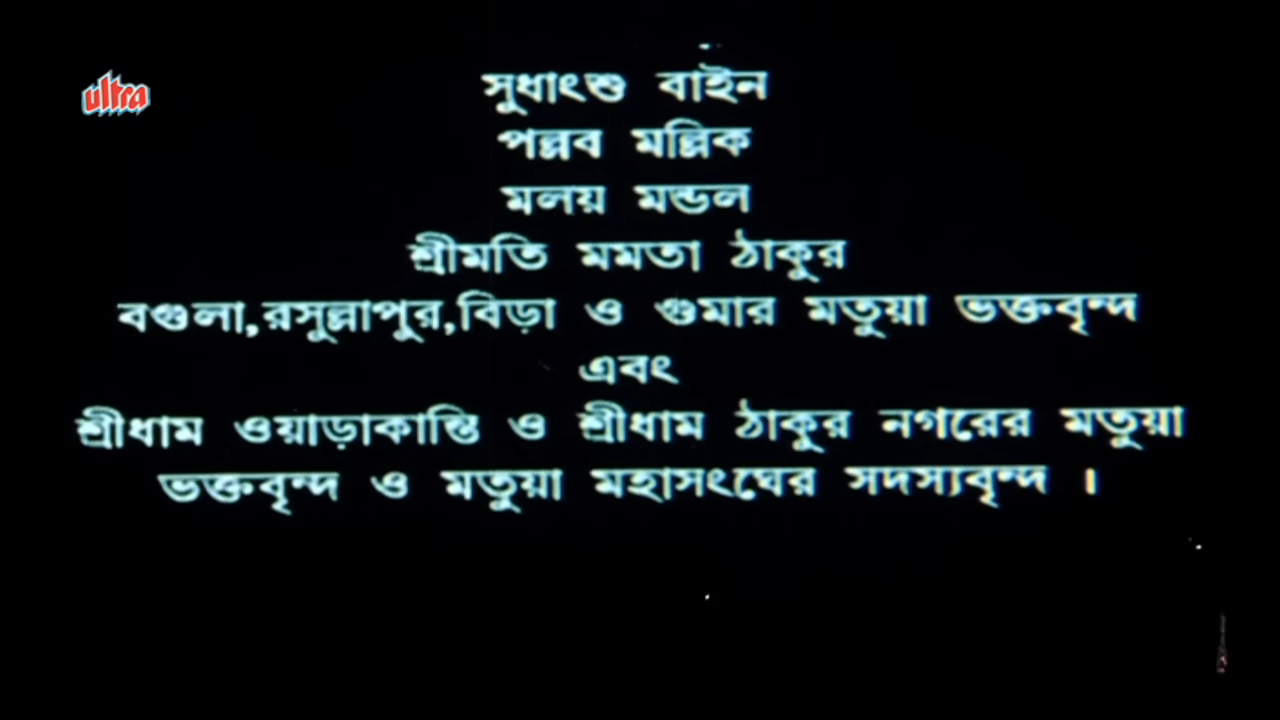 ultra
সুধাংশু বাইন
পল্লব মল্লিক
মলয় মন্ডল
শ্রীমতি মমতা ঠাকুর
বগুলা,রসুল্লাপুর,বিড়া ও গুমার মতুয়া ভক্তবৃন্দ
এবং
শ্রীধাম ওয়াড়াকান্তি ও শ্রীধাম ঠাকুর নগরের মতুয়া
ভক্তবৃন্দ ও মতুয়া মহাসংঘের সদস্যবৃন্দ ।